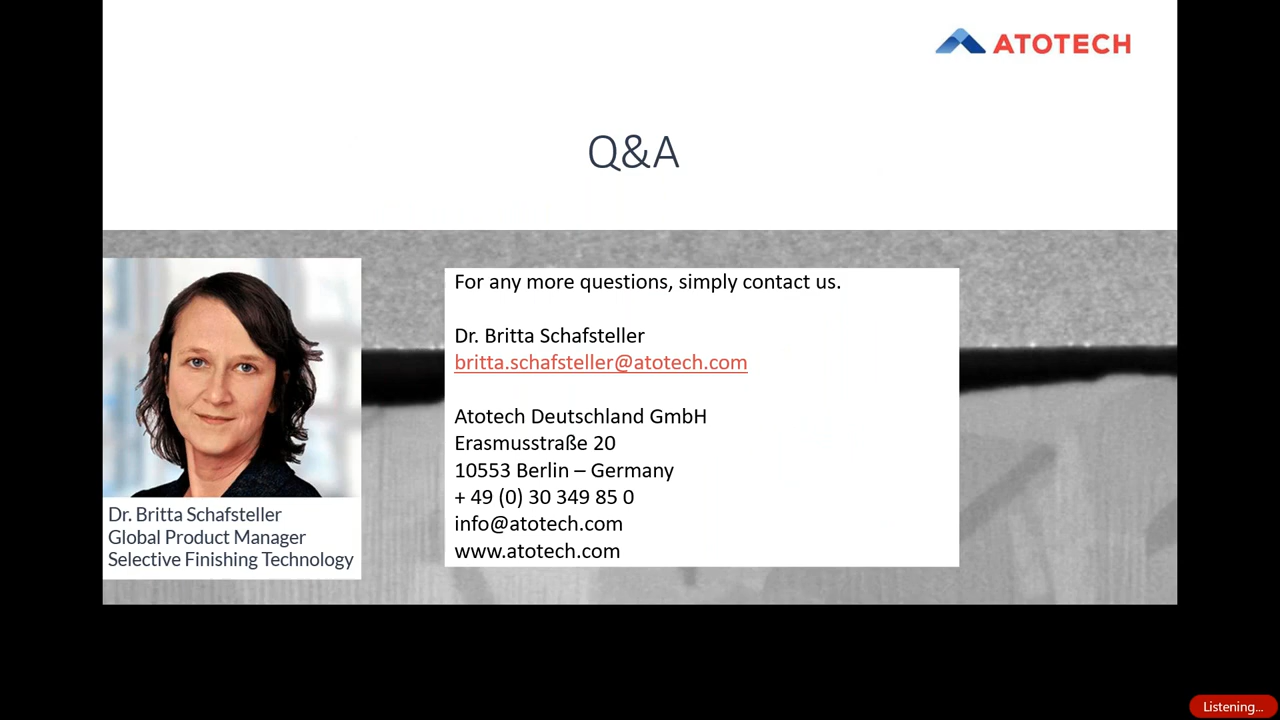 ATOTECH
Q&A
For any more questions, simply contact us.
Dr. Britta Schafsteller
britta.schafsteller@atotech.com
Atotech Deutschland GmbH
Erasmusstraße 20
10553 Berlin – Germany
+ 49 (0) 30 349 85 0
info@atotech.com
www.atotech.com
Dr. Britta Schafsteller
Global Product Manager
Selective Finishing Technology
Listening...